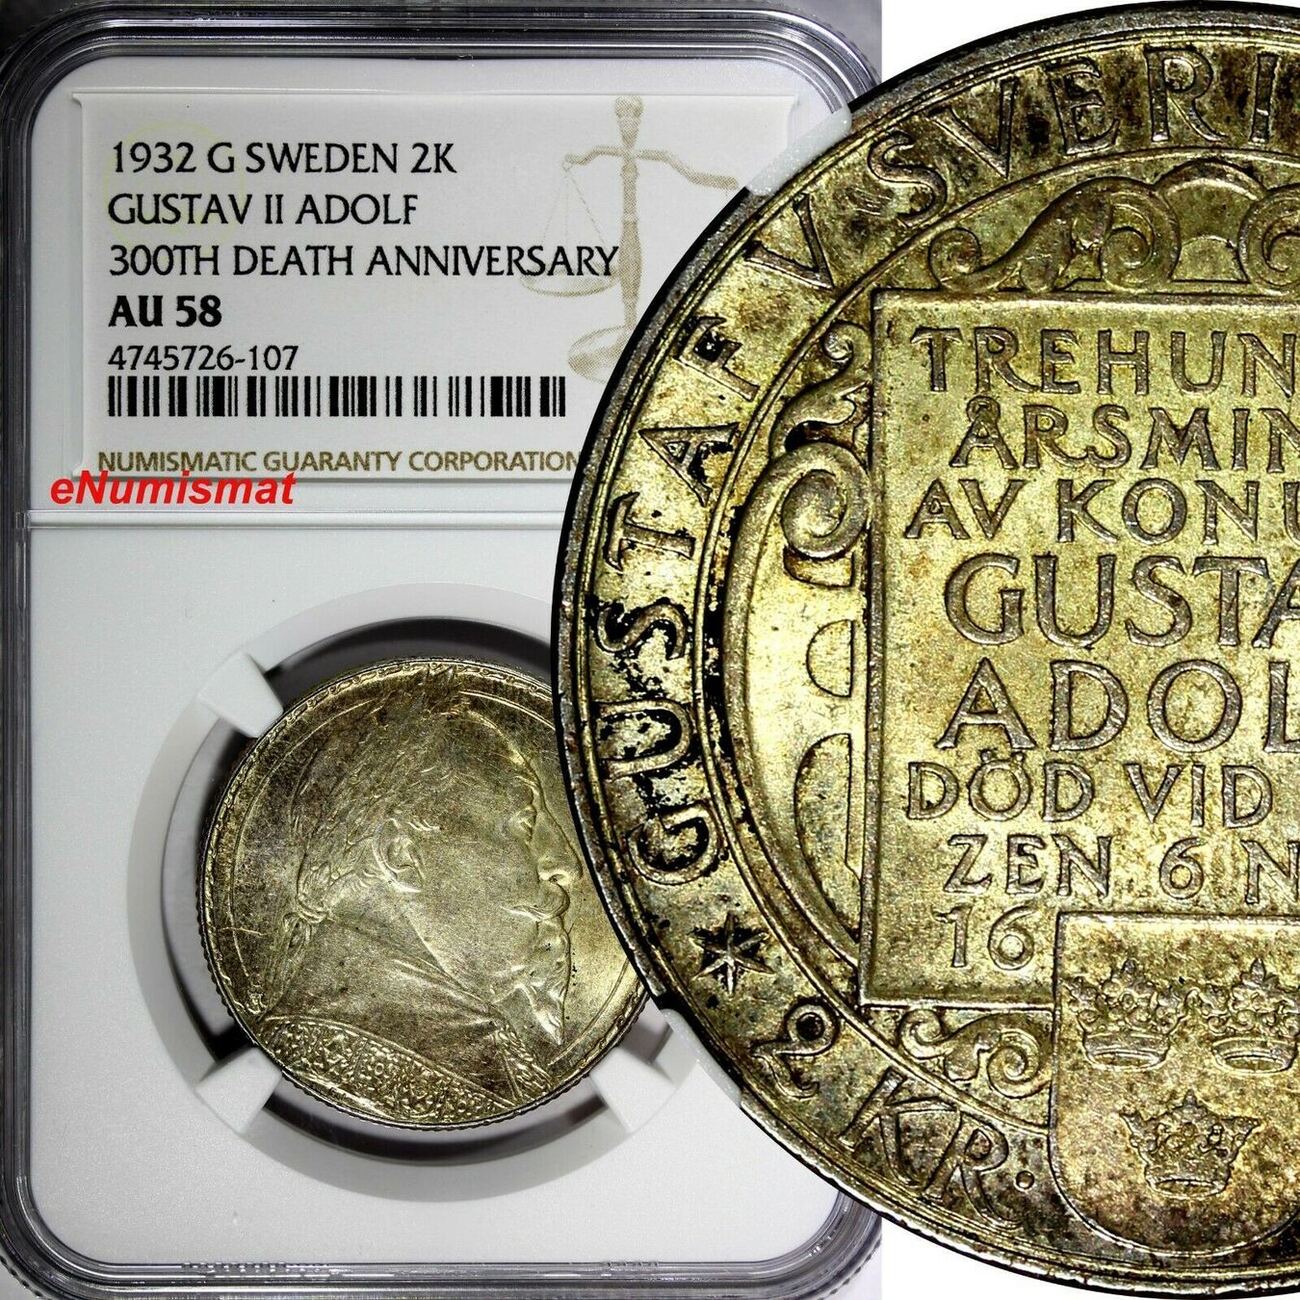 1932 G SWEDEN 2K
GUSTAV II ADOLF
300TH DEATH ANNIVERSARY
AU 58
4745726-107
NUMISMATIC GUARANTY CORPORATION
eNumismat
GUSTAF V SVERI
TREHUN
ÅRSMIN
AV KONU
GUSTA
ADOL
DÖD VID
ZEN 6 N
16
2 KR.